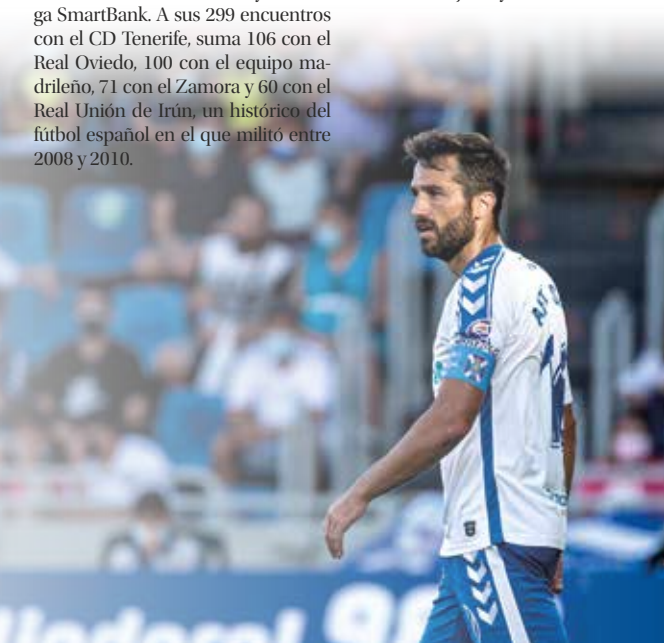 ga SmartBank. A sus 299 encuentros
con el CD Tenerife, suma 106 con el
Real Oviedo, 100 con el equipo ma-
drileño, 71 con el Zamora y 60 con el
Real Unión de Irún, un histórico del
fútbol español en el que militó entre
2008 y 2010.